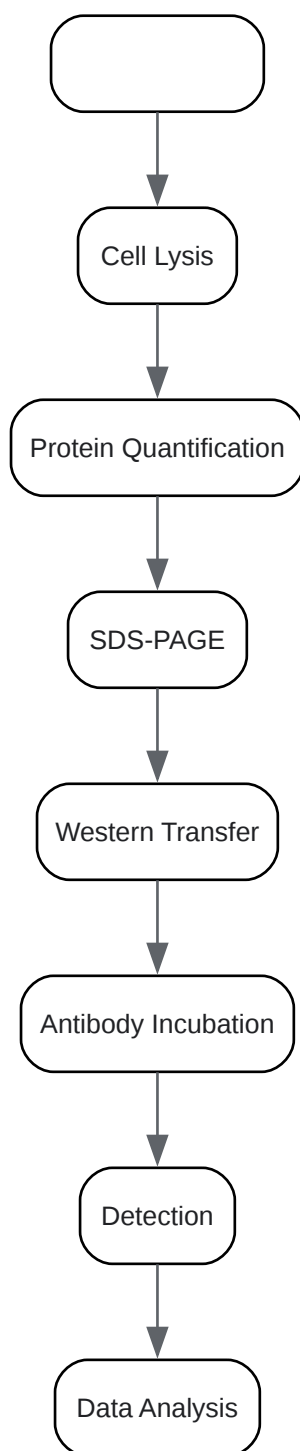 Cell Lysis
Protein Quantification
SDS-PAGE
Western Transfer
Antibody Incubation
Detection
Data Analysis